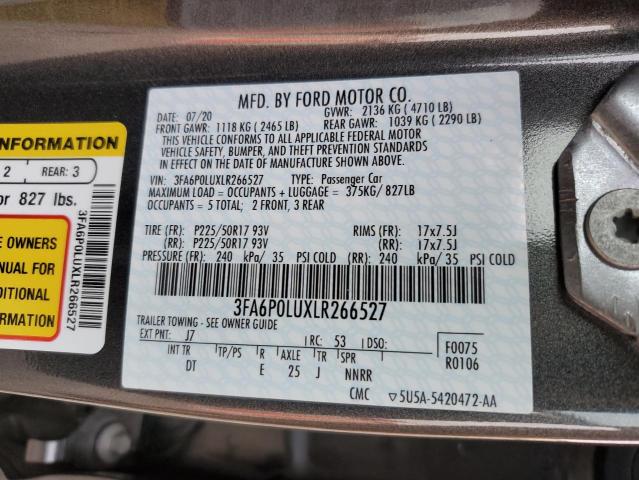 MFD. BY FORD MOTOR CO.
07/20 GVWR: 2136 KG ( 4710 LB)
FRONT GAWR: 1118 KG ( 2465 LB) REAR GAWR: 1039 KG ( 2290 LB)
THIS VEHICLE CONFORMS TO ALL APPLICABLE FEDERAL MOTOR
VEHICLE SAFETY, BUMPER, AND THEFT PREVENTION STANDARDS
IN EFFECT ON THE DATE OF MANUFACTURE SHOWN ABOVE.
VIN: 3FA6P0LUXLR266527 TYPE: Passenger Car
MAXIMUM LOAD = OCCUPANTS + LUGGAGE = 375KG/ 827LB
OCCUPANTS = 5 TOTAL; 2 FRONT, 3 REAR
TIRE (FR): P225/50R17 93V RIMS (FR): 17x7.5J
(RR): P225/50R17 93V (RR): 17x7.5J
PRESSURE (FR): 240 kPa/ 35 PSI COLD (RR): 240 kPa/35 PSI COLD
3FA6P0LUXLR266527
TRAILER TOWING - SEE OWNER GUIDE
EXT PNT: J7 RC: 53 DSO: F0075
INT TR TP/PS R AXLE TR SPR R0106
DT E 25 J NNRR
CMC ▽5U5A-5420472-AA
INFORMATION
2 REAR: 3
or 827 lbs.
E OWNERS
NUAL FOR
DDITIONAL
ORMATION
3FA6P0LUXLR266527